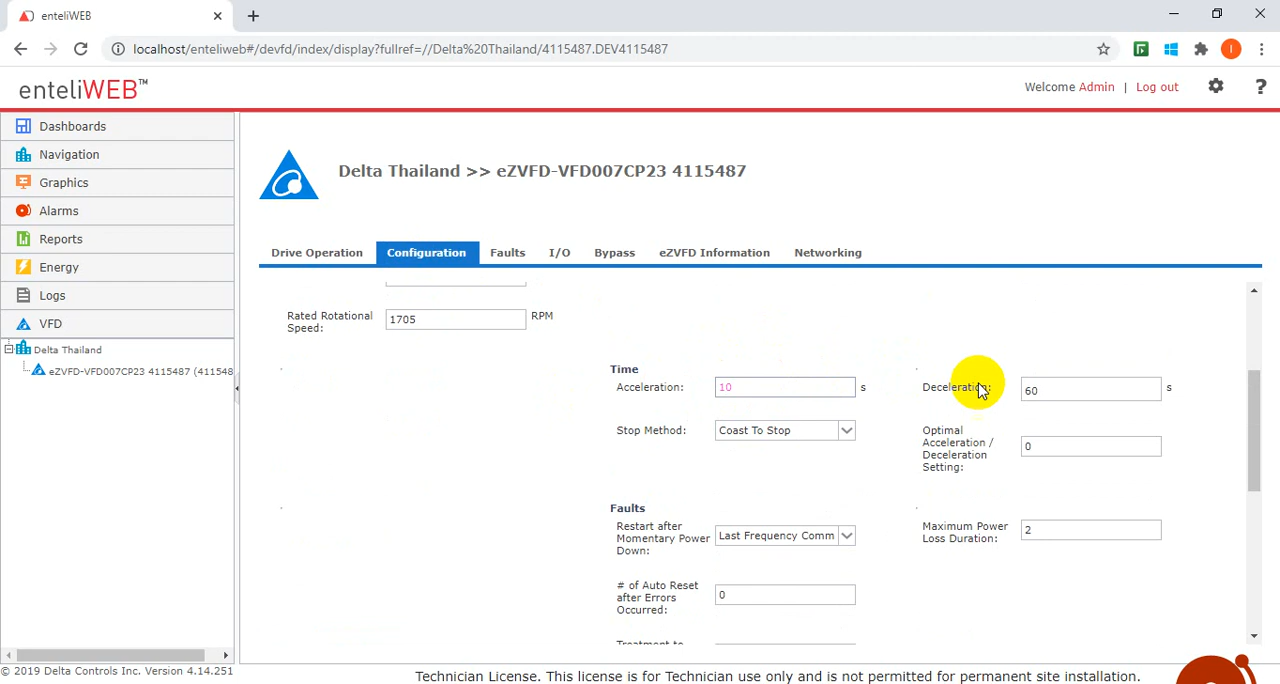 enteliWEB
localhost/enteliweb#/devfd/index/display?fullref=//Delta%20Thailand/4115487.DEV4115487
enteliWEB™
Welcome Admin | Log out
Dashboards
Navigation
Graphics
Alarms
Reports
Energy
Logs
VFD
Delta Thailand
eZVFD-VFD007CP23 4115487 (411548
Delta Thailand >> eZVFD-VFD007CP23 4115487
Drive Operation Configuration Faults I/O Bypass eZVFD Information Networking
Rated Rotational
Speed:
1705 RPM
Time
Acceleration: 10 s
Deceleration: 60 s
Stop Method: Coast To Stop
Optimal
Acceleration /
Deceleration
Setting:
0
Faults
Restart after
Momentary Power
Down:
Last Frequency Comm
Maximum Power
Loss Duration:
2
# of Auto Reset
after Errors
Occurred:
0
Treatment to
© 2019 Delta Controls Inc. Version 4.14.251
Technician License. This license is for Technician use only and is not permitted for permanent site installation.